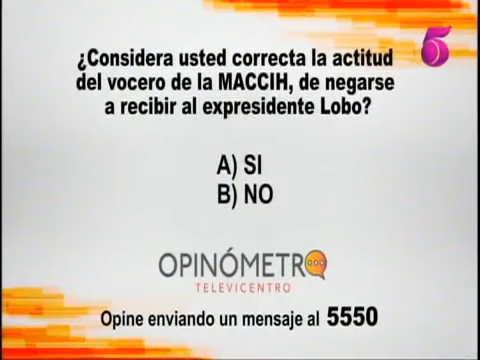 5
¿Considera usted correcta la actitud
del vocero de la MACCIH, de negarse
a recibir al expresidente Lobo?
A) SI
B) NO
OPINÓMETRO
TELEVICENTRO
Opine enviando un mensaje al 5550